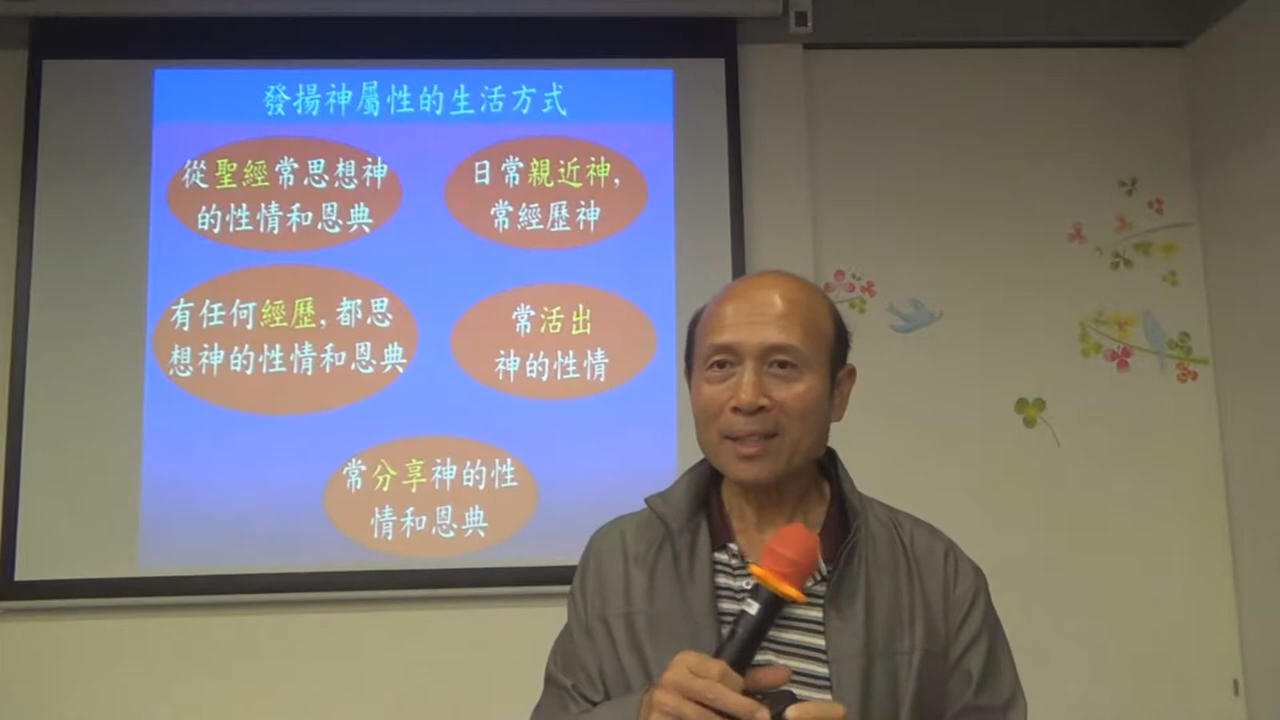 發揚神屬性的生活方式
從聖經常思想神
的性情和恩典
日常親近神,
常經歷神
有任何經歷,都思
想神的性情和恩典
常活出
神的性情
常分享神的性
情和恩典